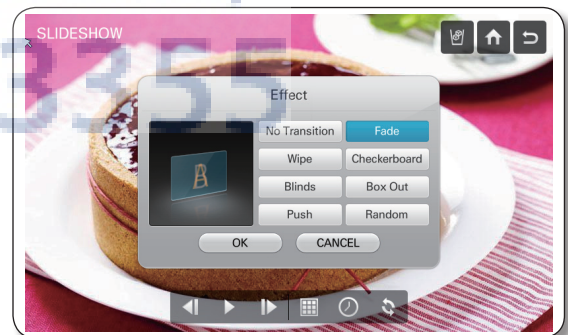 SLIDESHOW
3355
Effect
No Transition Fade
Wipe Checkerboard
Blinds Box Out
Push Random
OK CANCEL